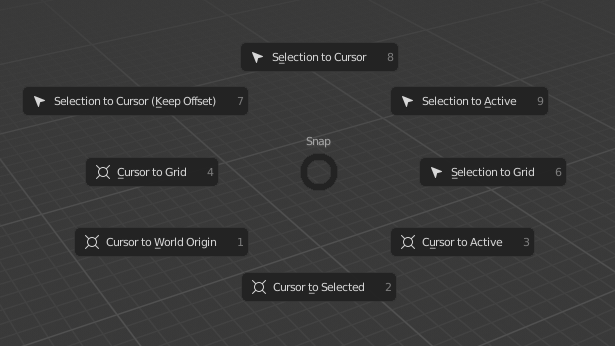 Selection to Cursor 8
Selection to Cursor (Keep Offset) 7
Selection to Active 9
Snap
Cursor to Grid 4
Selection to Grid 6
Cursor to World Origin 1
Cursor to Active 3
Cursor to Selected 2